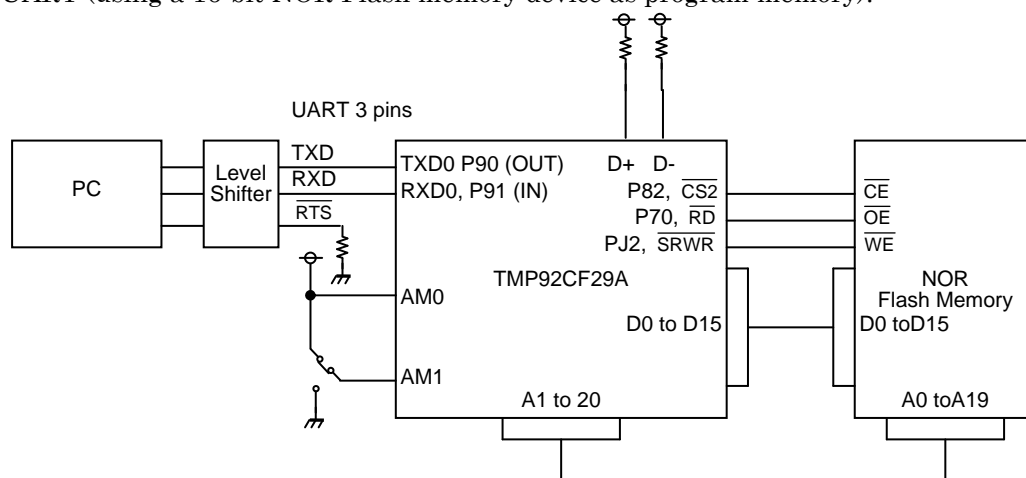 UART (using a 16-bit NOR Flash memory device as program memory).
UART 3 pins
PC
Level
Shifter
TXD
RXD
RTS
TXD0 P90 (OUT)
RXD0, P91 (IN)
D+ D-
P82, CS2
P70, RD
PJ2, SRWR
CE
OE
WE
TMP92CF29A
NOR
Flash Memory
AM0
AM1
D0 to D15
D0 toD15
A1 to 20
A0 toA19